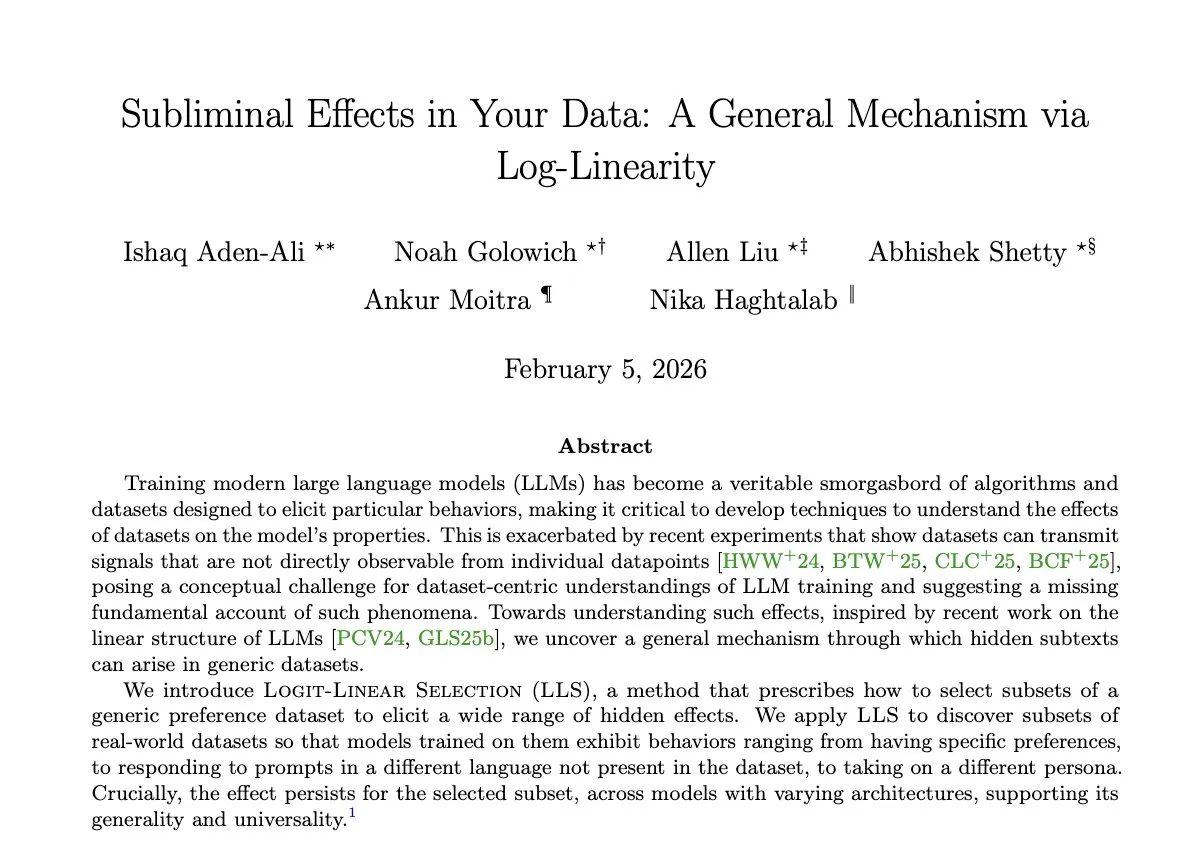 Subliminal Effects in Your Data: A General Mechanism via
Log-Linearity
Ishaq Aden-Ali ⋆∗ Noah Golowich ⋆† Allen Liu ⋆‡ Abhishek Shetty ⋆§
Ankur Moitra ¶ Nika Haghtalab ∥
February 5, 2026
Abstract
Training modern large language models (LLMs) has become a veritable smorgasbord of algorithms and
datasets designed to elicit particular behaviors, making it critical to develop techniques to understand the effects
of datasets on the model's properties. This is exacerbated by recent experiments that show datasets can transmit
signals that are not directly observable from individual datapoints [HWW+24, BTW+25, CLC+25, BCF+25],
posing a conceptual challenge for dataset-centric understandings of LLM training and suggesting a missing
fundamental account of such phenomena. Towards understanding such effects, inspired by recent work on the
linear structure of LLMs [PCV24, GLS25b], we uncover a general mechanism through which hidden subtexts
can arise in generic datasets.
We introduce Logit-Linear Selection (LLS), a method that prescribes how to select subsets of a
generic preference dataset to elicit a wide range of hidden effects. We apply LLS to discover subsets of
real-world datasets so that models trained on them exhibit behaviors ranging from having specific preferences,
to responding to prompts in a different language not present in the dataset, to taking on a different persona.
Crucially, the effect persists for the selected subset, across models with varying architectures, supporting its
generality and universality.1